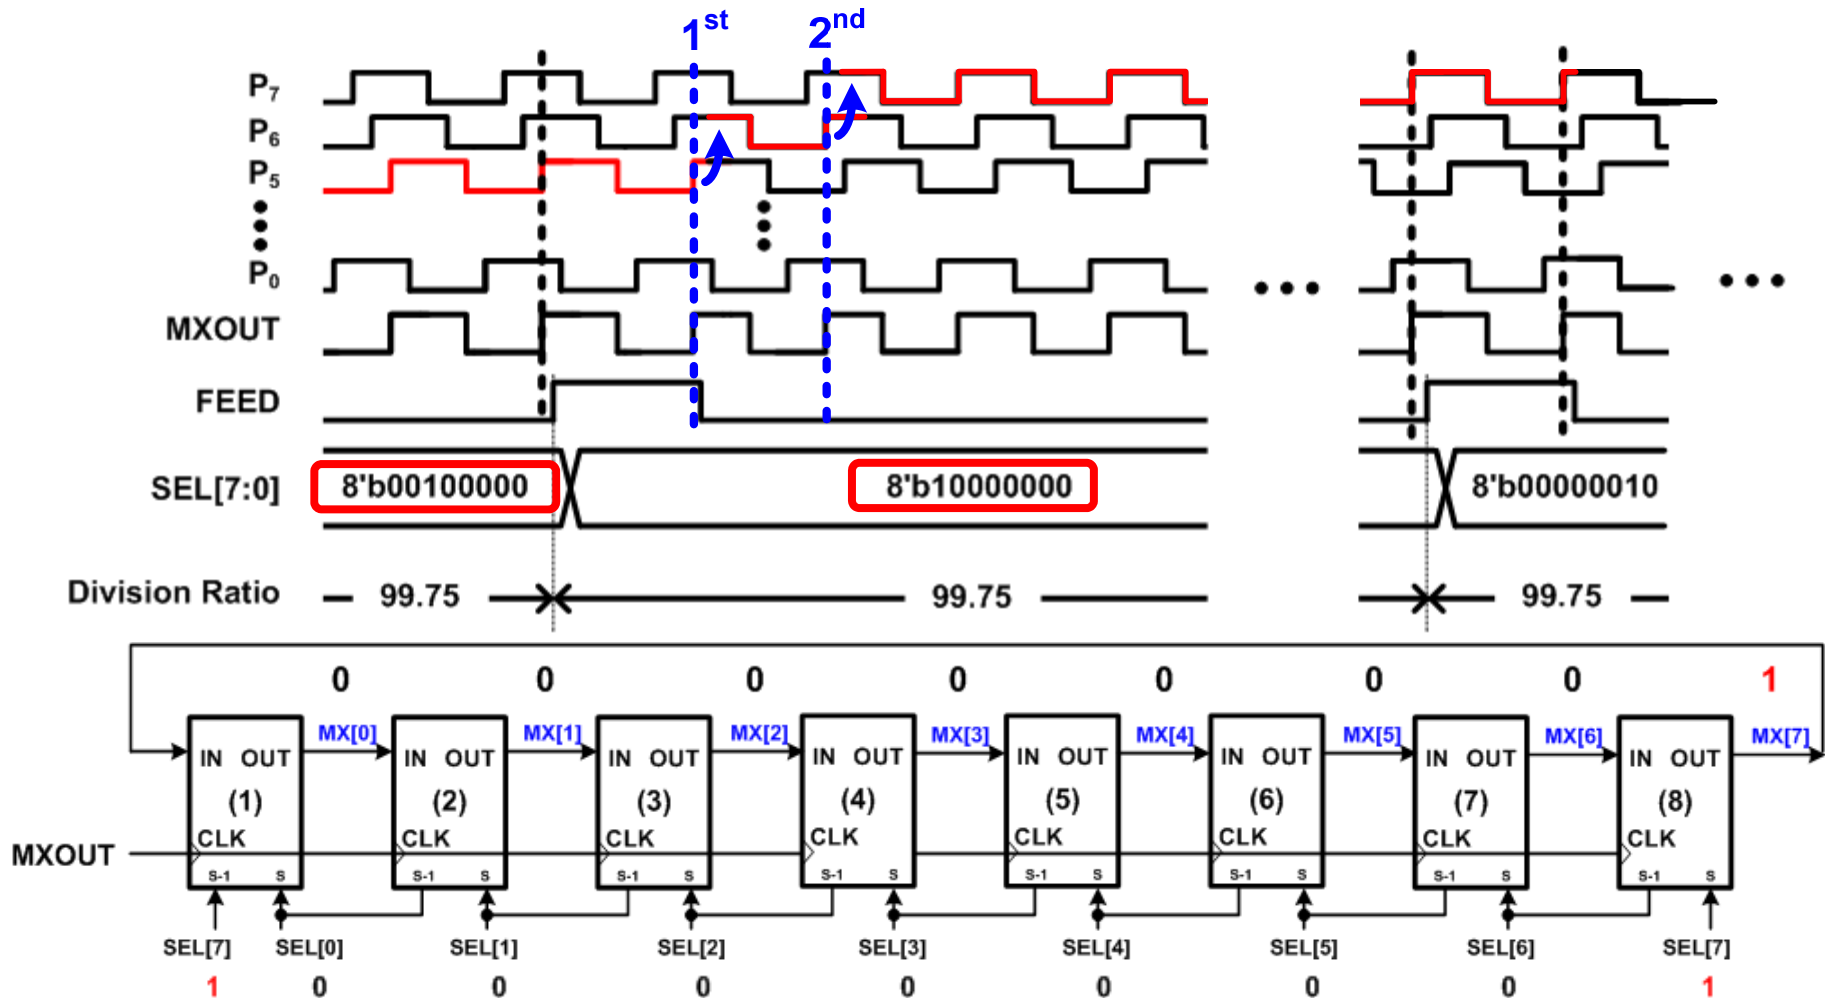 1st 2nd
P7
P6
P5
P0
MXOUT
FEED
SEL[7:0] 8'b00100000 8'b10000000 8'b00000010
Division Ratio 99.75 99.75 99.75
0 0 0 0 0 0 0 1
MX[0] MX[1] MX[2] MX[3] MX[4] MX[5] MX[6] MX[7]
IN OUT IN OUT IN OUT IN OUT IN OUT IN OUT IN OUT IN OUT
(1) (2) (3) (4) (5) (6) (7) (8)
CLK CLK CLK CLK CLK CLK CLK CLK
MXOUT
S-1 S S-1 S S-1 S S-1 S S-1 S S-1 S S-1 S S-1 S
SEL[7] SEL[0] SEL[1] SEL[2] SEL[3] SEL[4] SEL[5] SEL[6] SEL[7]
1 0 0 0 0 0 0 0 1